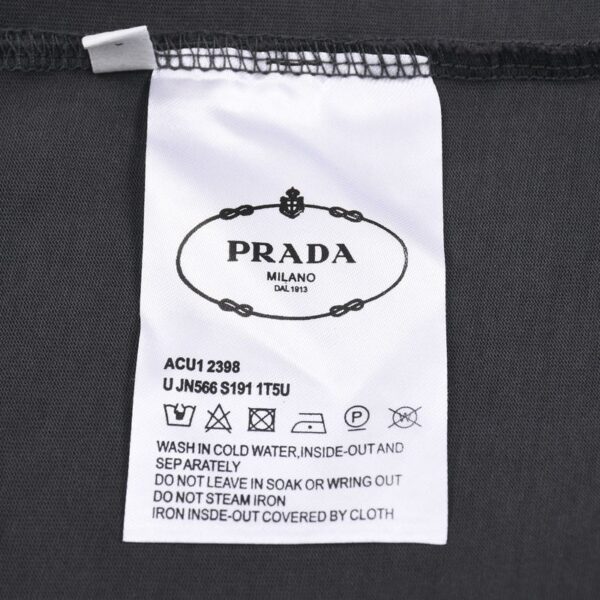 PRADA
MILANO
DAL 1913
ACU1 2398
U JN566 S191 1T5U
P
W
WASH IN COLD WATER,INSIDE-OUT AND
SEPARATELY
DO NOT LEAVE IN SOAK OR WRING OUT
DO NOT STEAM IRON
IRON INSDE-OUT COVERED BY CLOTH